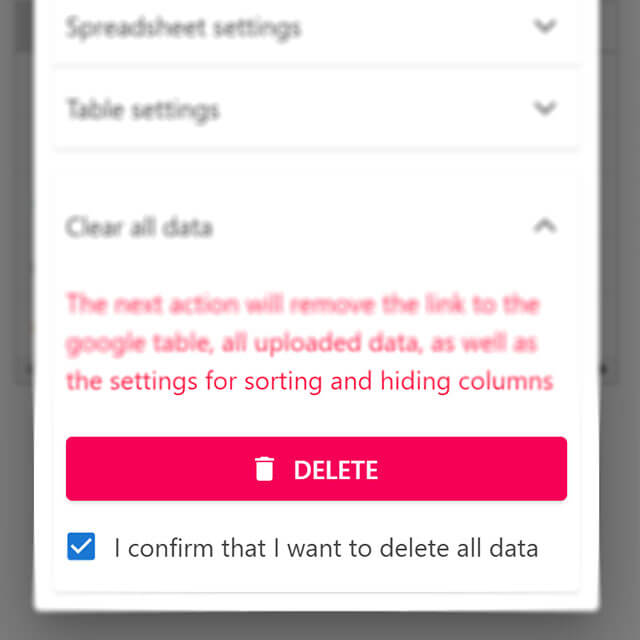 Spreadsheet settings
Table settings
Clear all data
The next action will remove the link to the
google table, all uploaded data, as well as
the settings for sorting and hiding columns
DELETE
I confirm that I want to delete all data